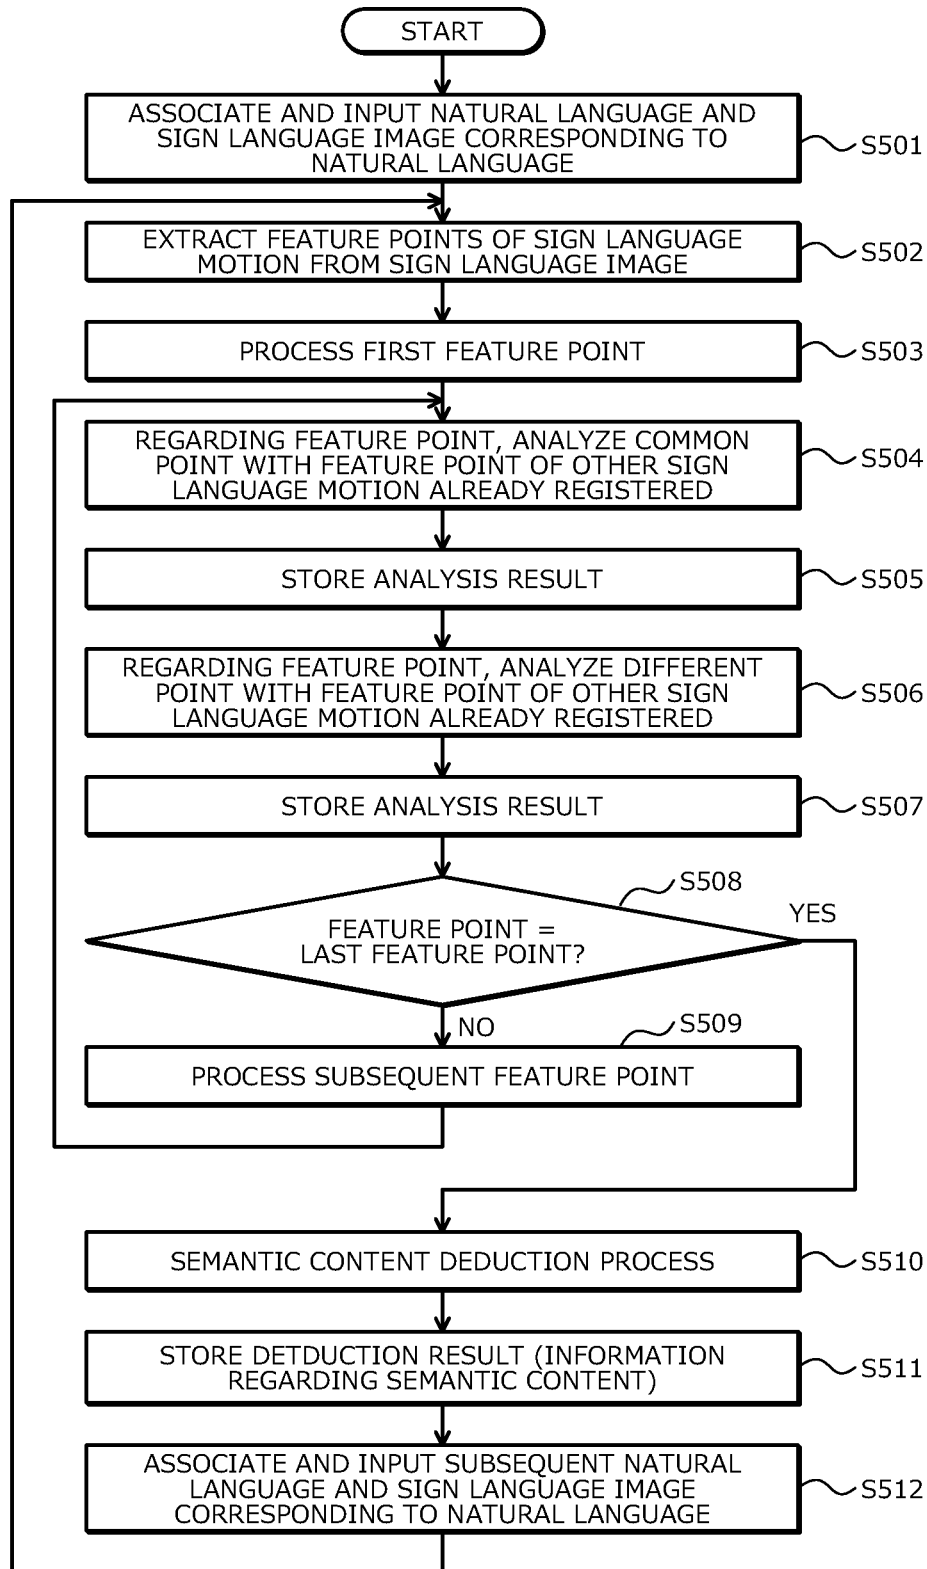 START
ASSOCIATE AND INPUT NATURAL LANGUAGE AND
SIGN LANGUAGE IMAGE CORRESPONDING TO
NATURAL LANGUAGE
S501
EXTRACT FEATURE POINTS OF SIGN LANGUAGE
MOTION FROM SIGN LANGUAGE IMAGE
S502
PROCESS FIRST FEATURE POINT
S503
REGARDING FEATURE POINT, ANALYZE COMMON
POINT WITH FEATURE POINT OF OTHER SIGN
LANGUAGE MOTION ALREADY REGISTERED
S504
STORE ANALYSIS RESULT
S505
REGARDING FEATURE POINT, ANALYZE DIFFERENT
POINT WITH FEATURE POINT OF OTHER SIGN
LANGUAGE MOTION ALREADY REGISTERED
S506
STORE ANALYSIS RESULT
S507
S508
YES
FEATURE POINT =
LAST FEATURE POINT?
NO
S509
PROCESS SUBSEQUENT FEATURE POINT
SEMANTIC CONTENT DEDUCTION PROCESS
S510
STORE DETDUCTION RESULT (INFORMATION
REGARDING SEMANTIC CONTENT)
S511
ASSOCIATE AND INPUT SUBSEQUENT NATURAL
LANGUAGE AND SIGN LANGUAGE IMAGE
CORRESPONDING TO NATURAL LANGUAGE
S512